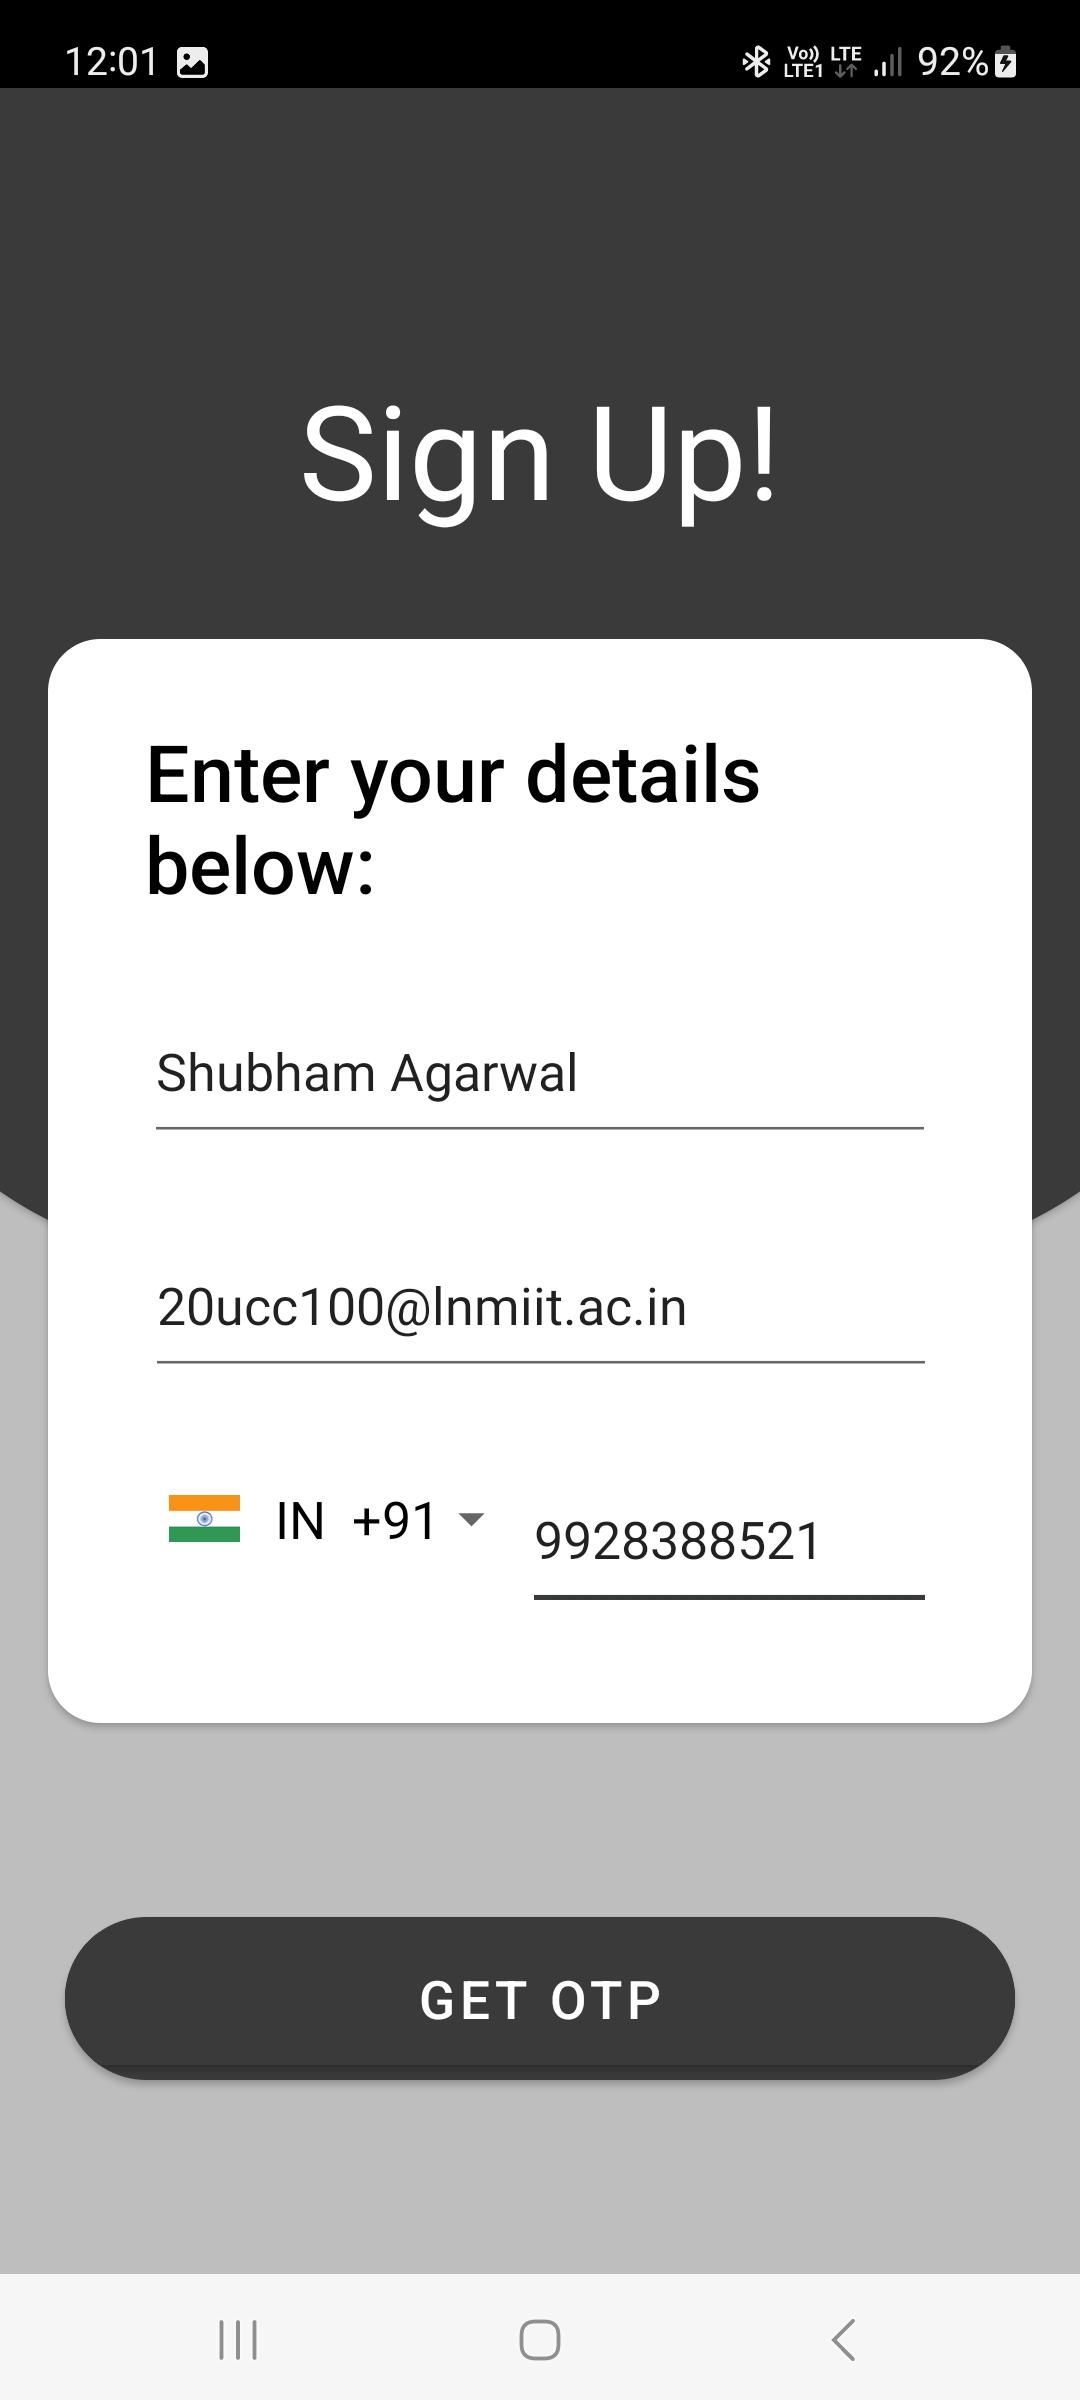 12:01 Vo)) LTE1 LTE 92%
Sign Up!
Enter your details
below:
Shubham Agarwal
20ucc100@lnmiit.ac.in
IN +91 9928388521
GET OTP